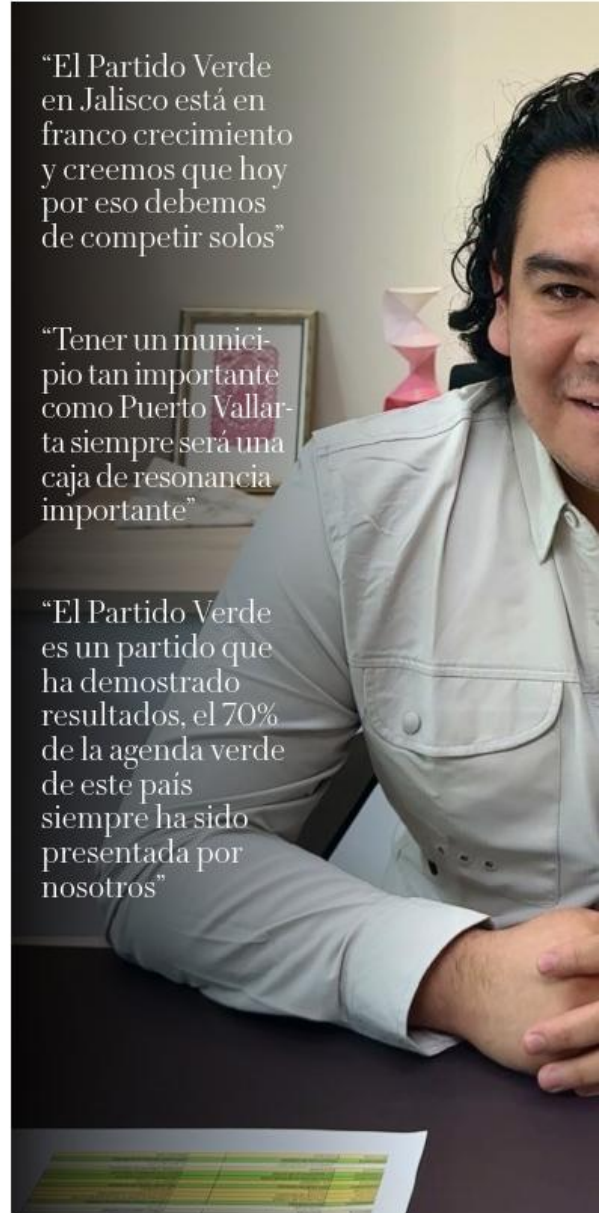 “El Partido Verde
en Jalisco está en
franco crecimiento
y creemos que hoy
por eso debemos
de competir solos”
“Tener un munici-
pio tan importante
como Puerto Vallar-
ta siempre será una
caja de resonancia
importante”
“El Partido Verde
es un partido que
ha demostrado
resultados, el 70%
de la agenda verde
de este país
siempre ha sido
presentada por
nosotros”